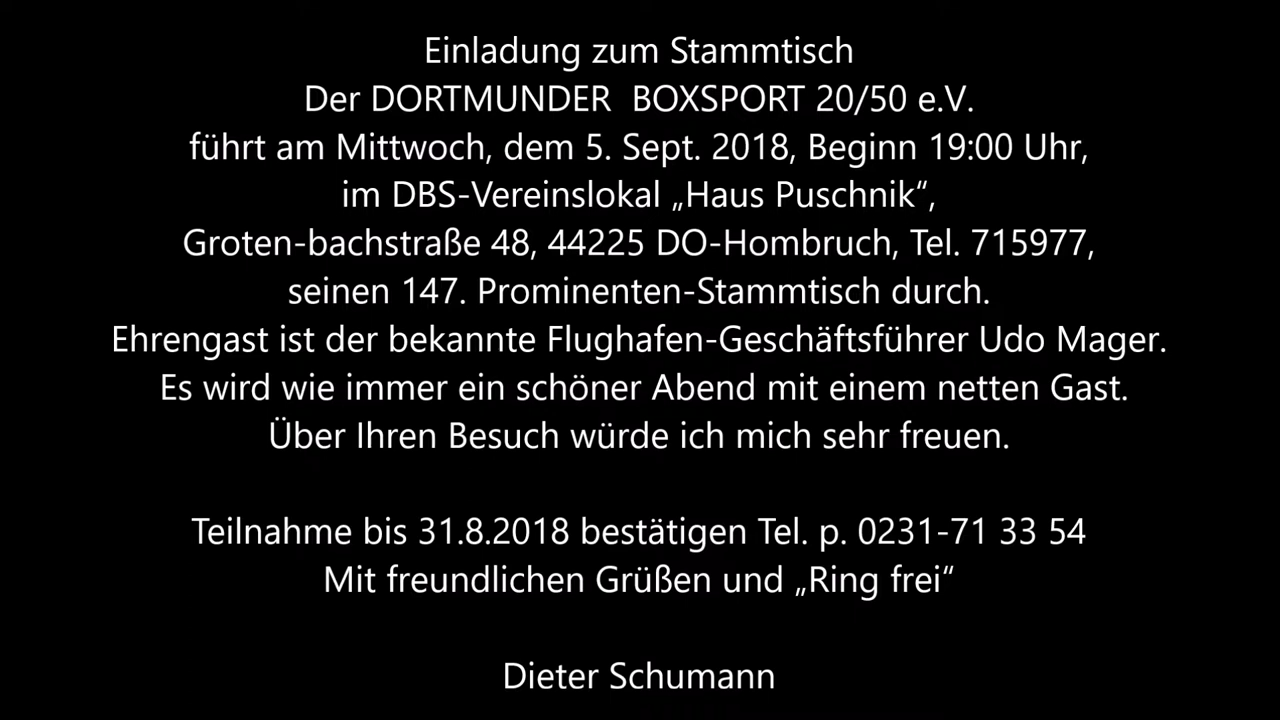 Einladung zum Stammtisch
Der DORTMUNDER BOXSPORT 20/50 e.V.
führt am Mittwoch, dem 5. Sept. 2018, Beginn 19:00 Uhr,
im DBS-Vereinslokal „Haus Puschnik“,
Groten-bachstraße 48, 44225 DO-Hombruch, Tel. 715977,
seinen 147. Prominenten-Stammtisch durch.
Ehrengast ist der bekannte Flughafen-Geschäftsführer Udo Mager.
Es wird wie immer ein schöner Abend mit einem netten Gast.
Über Ihren Besuch würde ich mich sehr freuen.
Teilnahme bis 31.8.2018 bestätigen Tel. p. 0231-71 33 54
Mit freundlichen Grüßen und „Ring frei“
Dieter Schumann